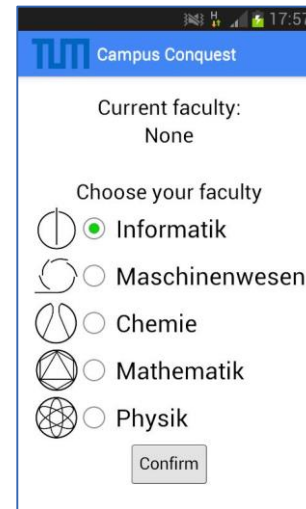 H 17:57
TUM Campus Conquest
Current faculty:
None
Choose your faculty
Informatik
Maschinenwesen
Chemie
Mathematik
Physik
Confirm